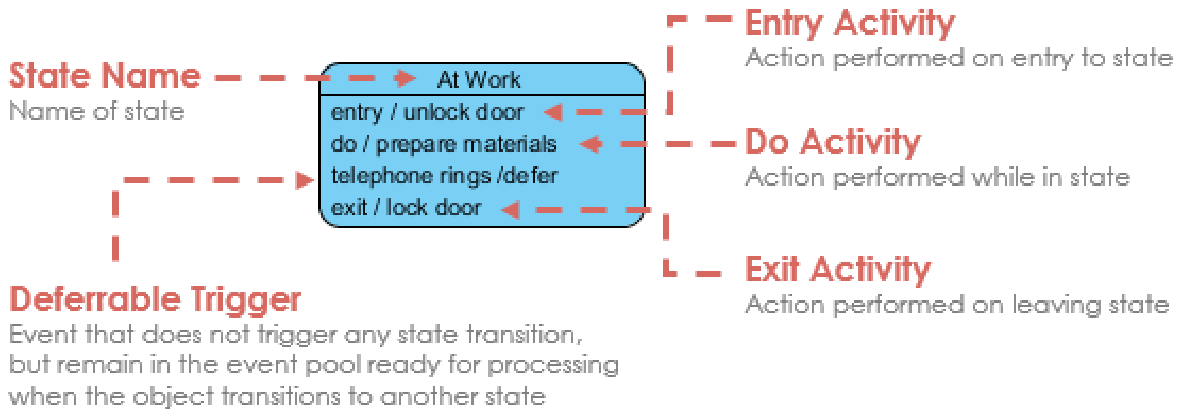 State Name
Name of state
At Work
entry / unlock door
do / prepare materials
telephone rings /defer
exit / lock door
Entry Activity
Action performed on entry to state
Do Activity
Action performed while in state
Exit Activity
Action performed on leaving state
Deferrable Trigger
Event that does not trigger any state transition,
but remain in the event pool ready for processing
when the object transitions to another state